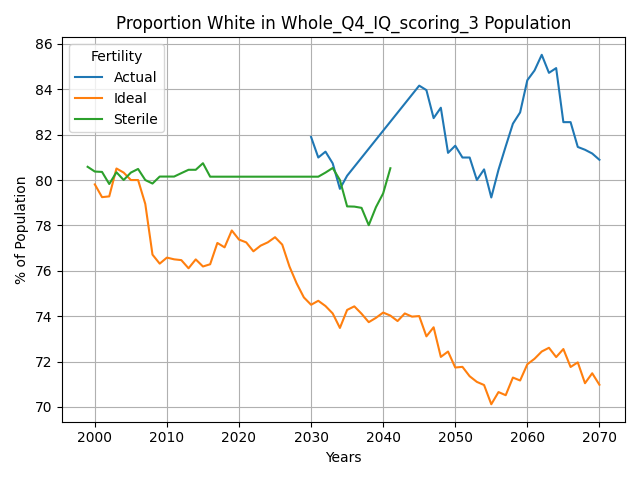 Proportion White in Whole_Q4_IQ_scoring_3 Population
Fertility
Actual
Ideal
Sterile
% of Population
86
84
82
80
78
76
74
72
70
2000 2010 2020 2030 2040 2050 2060 2070
Years